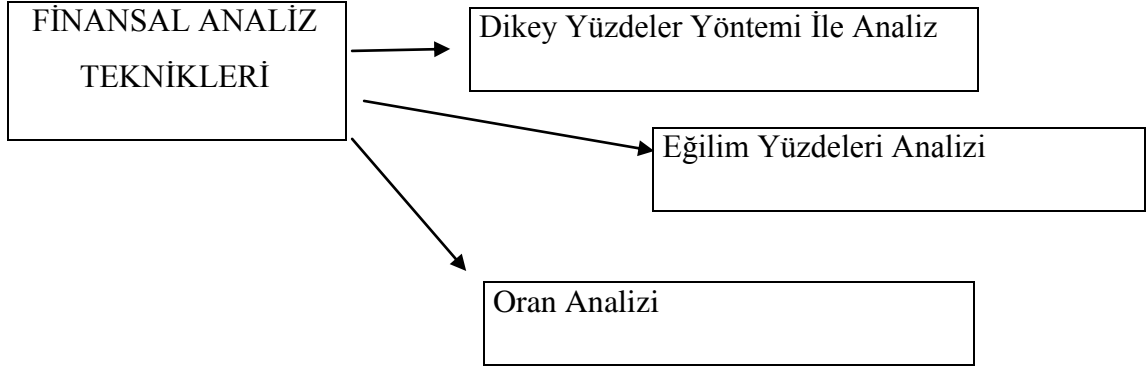 FİNANSAL ANALİZ
TEKNİKLERİ
Dikey Yüzdeler Yöntemi İle Analiz
Eğilim Yüzdeleri Analizi
Oran Analizi